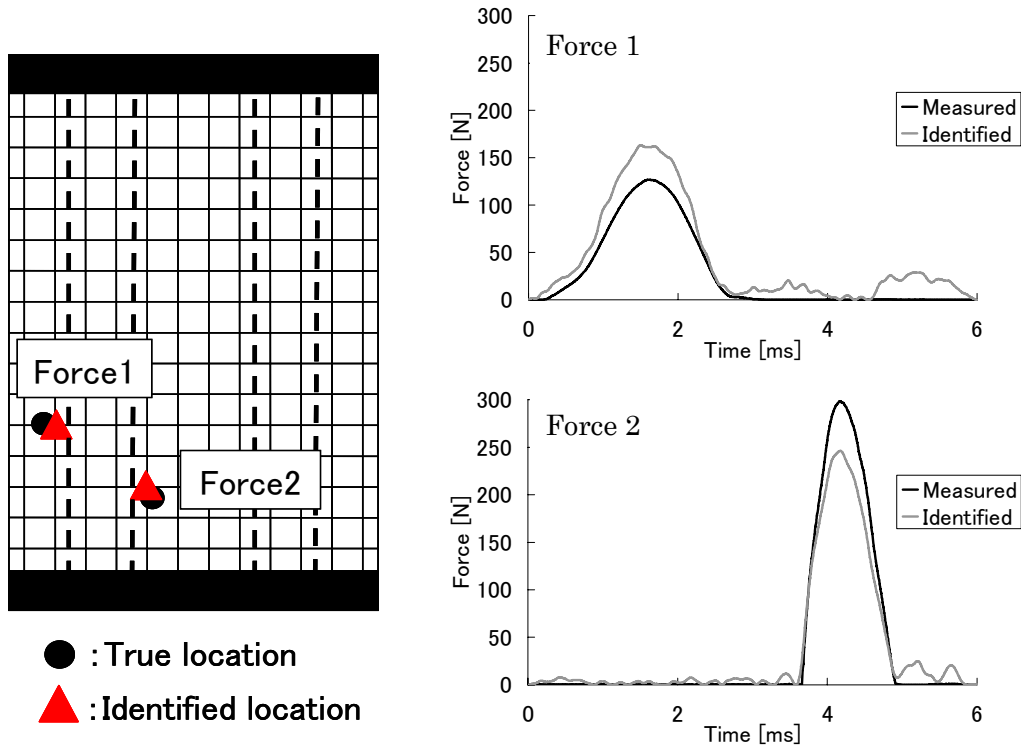 Force1
Force2
: True location
: Identified location
Force 1
Force [N]
300
250
200
150
100
50
0
0
2
4
6
Time [ms]
Measured
Identified
Force 2
Force [N]
300
250
200
150
100
50
0
0
2
4
6
Time [ms]
Measured
Identified